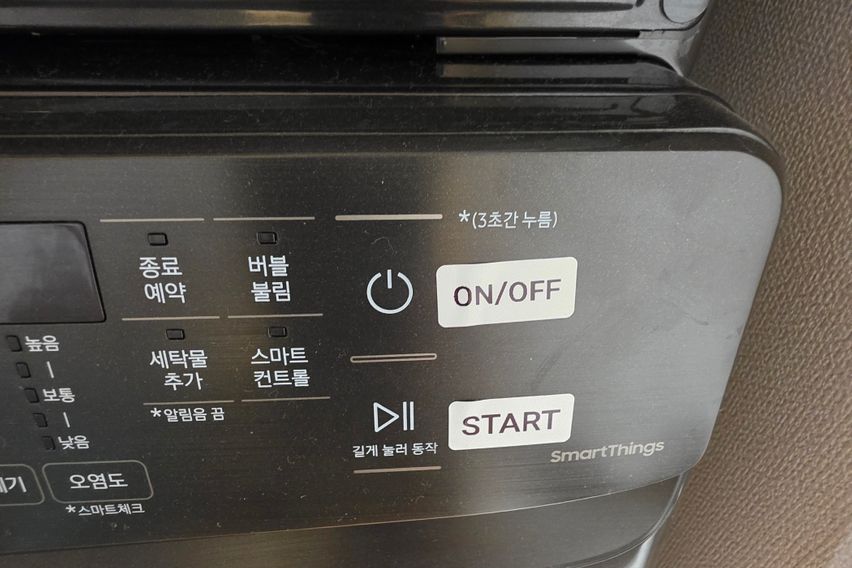 *(3초간 누름)
종료
예약
버블
불림
ON/OFF
높음
보통
낮음
세탁물
추가
*알림음 끔
스마트
컨트롤
START
길게 눌러 동작
SmartThings
오염도
*스마트체크